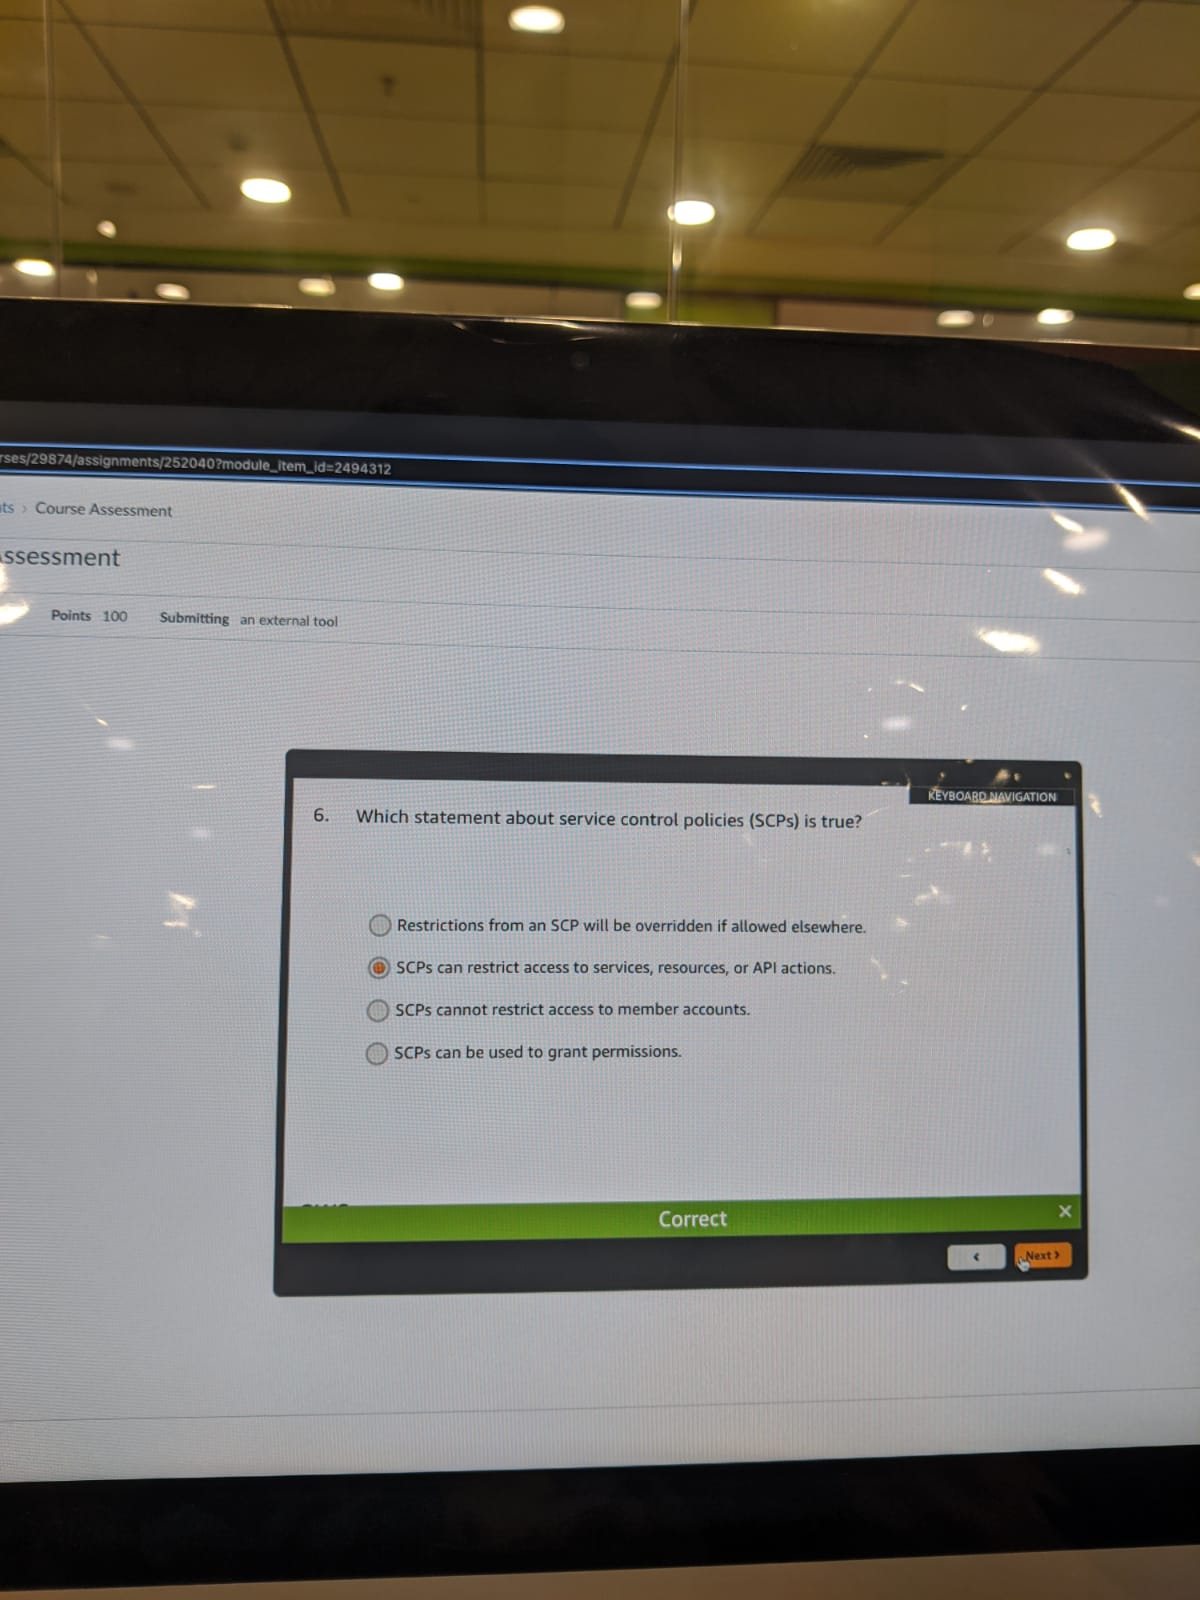 rses/29874/assignments/252040?module_item_id=2494312
nts › Course Assessment
Assessment
Points 100 Submitting an external tool
KEYBOARD NAVIGATION
6. Which statement about service control policies (SCPs) is true?
Restrictions from an SCP will be overridden if allowed elsewhere.
SCPs can restrict access to services, resources, or API actions.
SCPs cannot restrict access to member accounts.
SCPs can be used to grant permissions.
Correct
Next ›